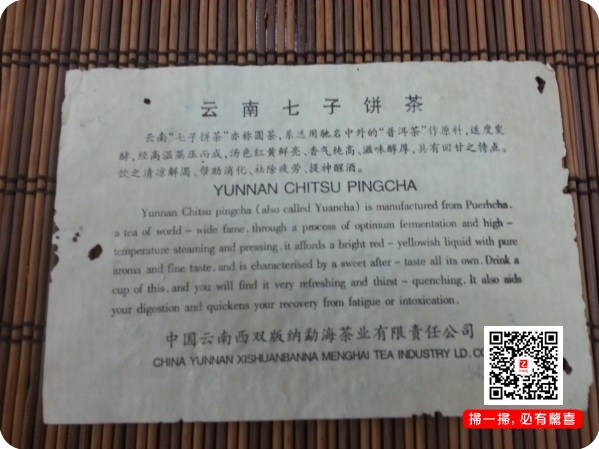 云南七子饼茶
云南“七子饼茶”亦称圆茶,系选用驰名中外的“普洱茶”作原料,适度发
酵,经高温蒸压而成,汤色红黄鲜亮、香气纯高、滋味醇厚,具有回甘之特点。
饮之清凉解渴、帮助消化、祛除疲劳、提神醒酒。
YUNNAN CHITSU PINGCHA
Yunnan Chitsu pingcha (also called Yuancha) is manufactured from Puerhcha,
a tea of world – wide fame, through a process of optimum fermentation and high –
temperature steaming and pressing. it affords a bright red – yellowish liquid with pure
aroma and fine taste, and is characterised by a sweet after – taste all its own. Drink a
cup of this, and you will find it very refreshing and thirst – quenching. It also aids
your digestion and quickens your recovery from fatigue or intoxication.
中国云南西双版纳勐海茶业有限责任公司
CHINA YUNNAN XISHUANBANNA MENGHAI TEA INDUSTRY LD. CO
掃一掃,必有驚喜